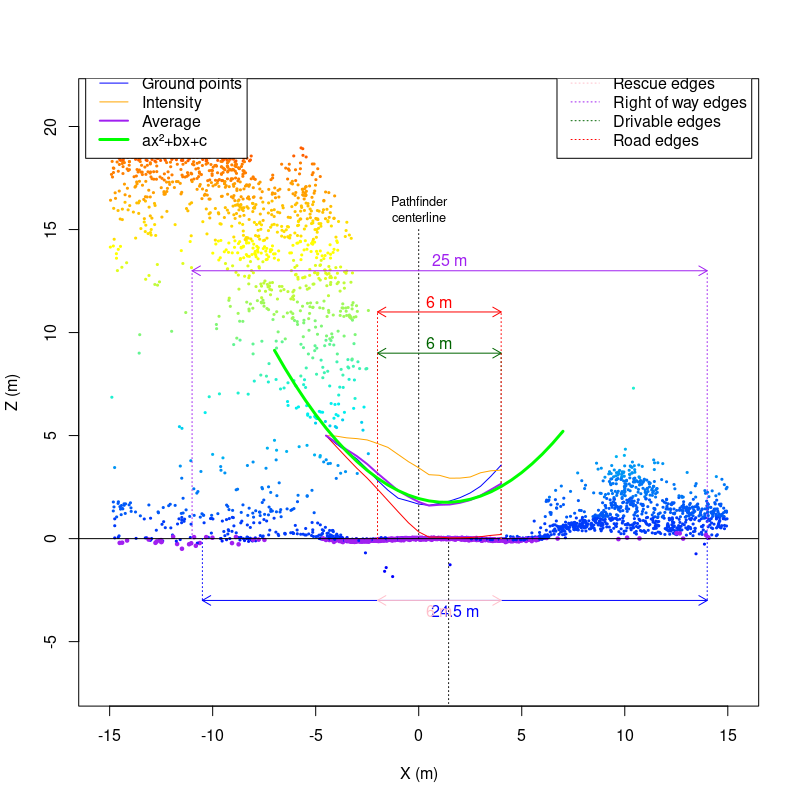 Ground points
Intensity
Average
ax²+bx+c
Rescue edges
Right of way edges
Drivable edges
Road edges
Pathfinder
centerline
25 m
6 m
6 m
24.5 m
20
15
10
5
0
-5
Z (m)
-15
-10
-5
0
5
10
15
X (m)